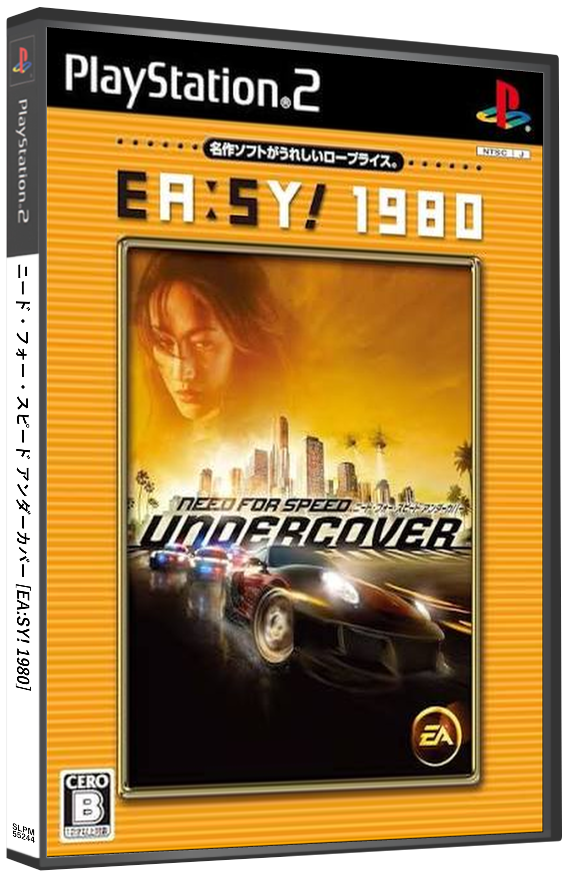 PlayStation®2
NTSC J
名作ソフトがうれしいロープライス。
EA:SY! 1980
NEED FOR SPEED ニード・フォー・スピード アンダーカバー
UNDERCOVER
EA
CERO
B
PlayStation®2
ニード・フォー・スピード アンダーカバー [EA:SY! 1980]
SLPM
55244